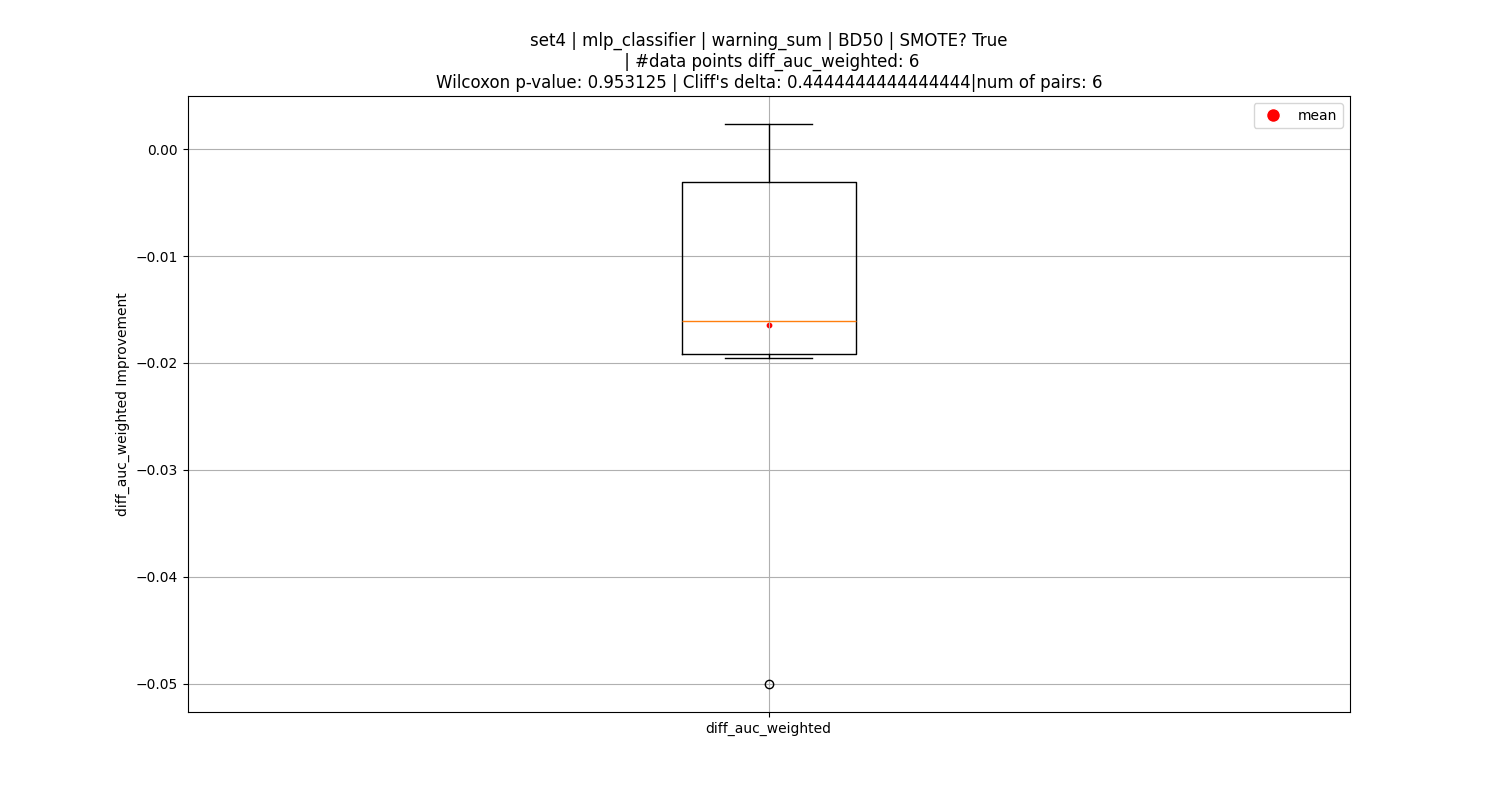 set4 | mlp_classifier | warning_sum | BD50 | SMOTE? True
| #data points diff_auc_weighted: 6
Wilcoxon p-value: 0.953125 | Cliff's delta: 0.4444444444444444|num of pairs: 6
mean
0.00
−0.01
−0.02
−0.03
−0.04
−0.05
diff_auc_weighted Improvement
diff_auc_weighted